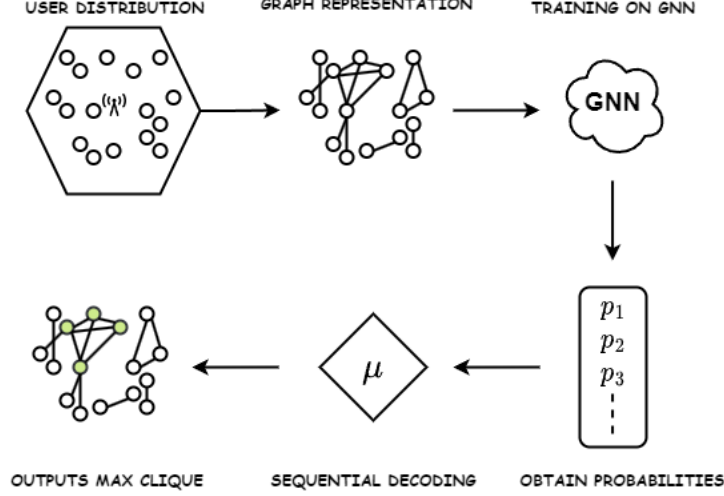 USER DISTRIBUTION
GRAPH REPRESENTATION
TRAINING ON GNN
GNN
p1
p2
p3
μ
OUTPUTS MAX CLIQUE
SEQUENTIAL DECODING
OBTAIN PROBABILITIES